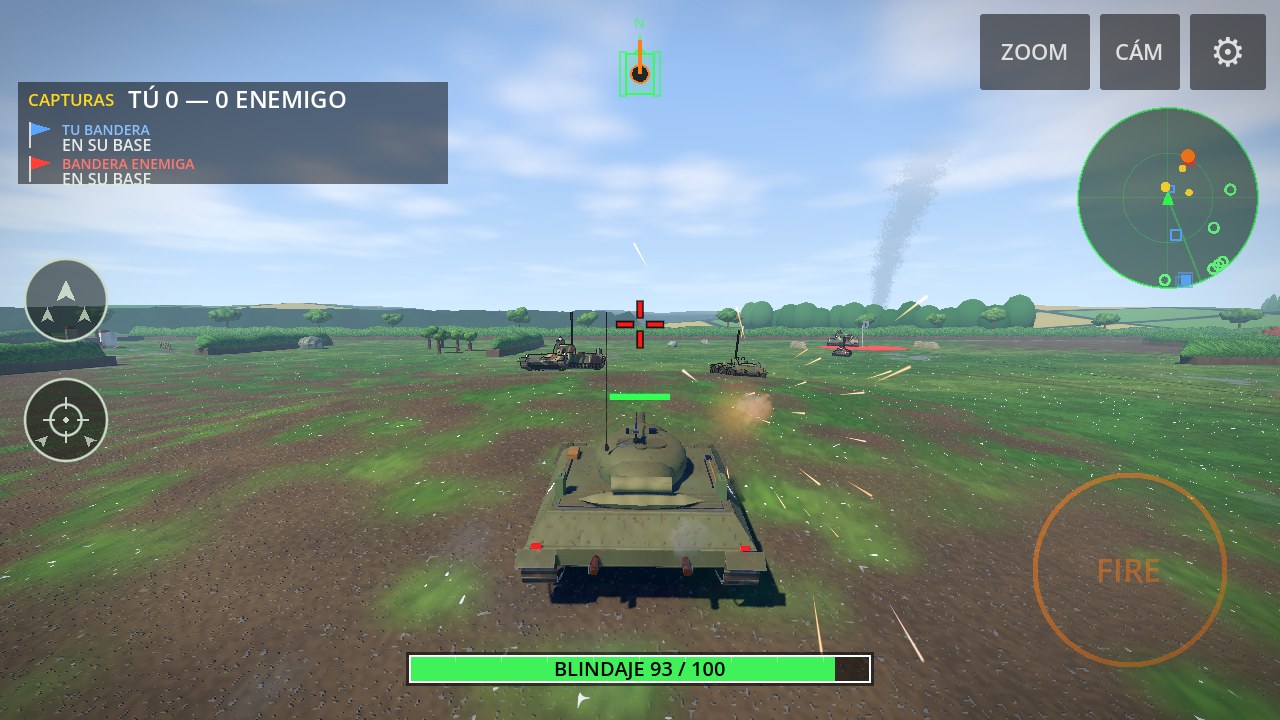 N
ZOOM
CÁM
CAPTURAS TÚ 0 — 0 ENEMIGO
TU BANDERA
EN SU BASE
BANDERA ENEMIGA
EN SU BASE
FIRE
BLINDAJE 93 / 100